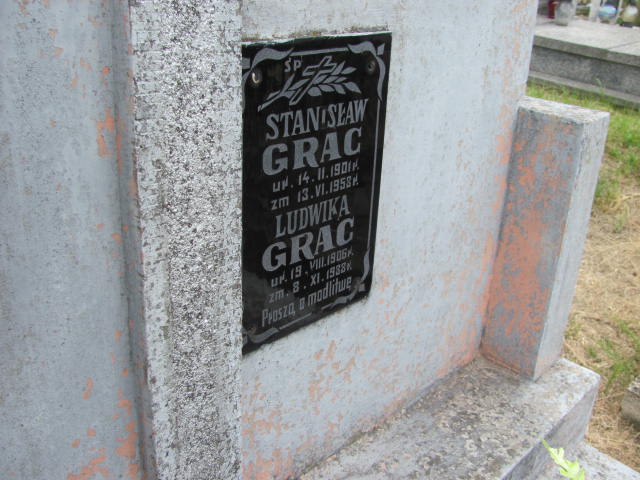 ŚP
STANISŁAW
GRAC
ur. 14.II.1901r.
zm 13.VI.1958r.
LUDWIKA
GRAC
ur. 19.VIII.1906r.
zm. 8.XI.1988r.
Proszą o modlitwę